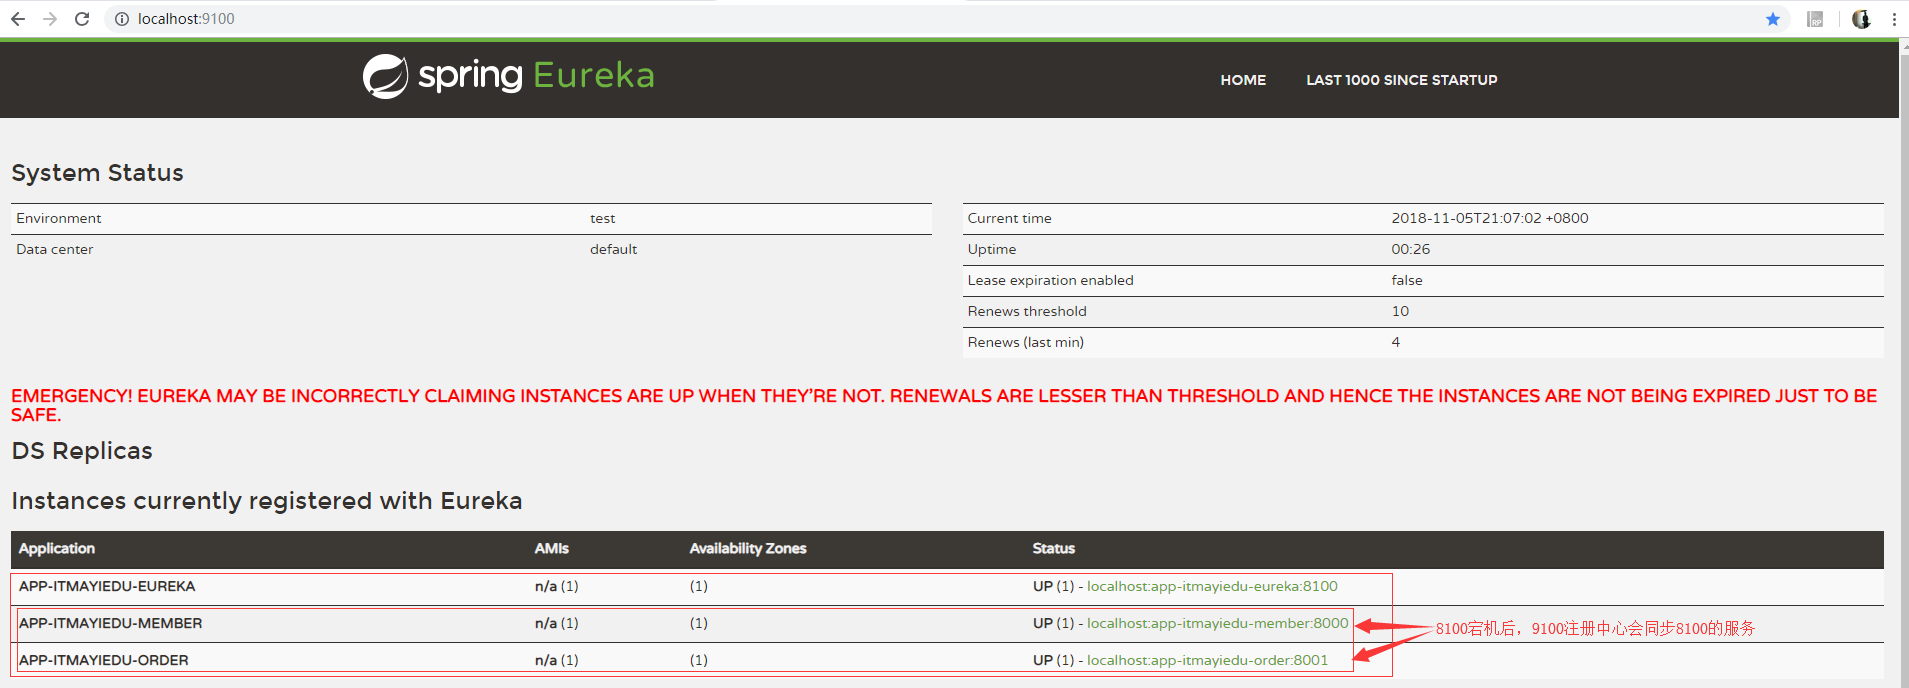 localhost:9100
spring Eureka
HOME
LAST 1000 SINCE STARTUP
System Status
Environment test
Data center default
Current time 2018-11-05T21:07:02 +0800
Uptime 00:26
Lease expiration enabled false
Renews threshold 10
Renews (last min) 4
EMERGENCY! EUREKA MAY BE INCORRECTLY CLAIMING INSTANCES ARE UP WHEN THEY'RE NOT. RENEWALS ARE LESSER THAN THRESHOLD AND HENCE THE INSTANCES ARE NOT BEING EXPIRED JUST TO BE
SAFE.
DS Replicas
Instances currently registered with Eureka
Application AMIs Availability Zones Status
APP-ITMAYIEDU-EUREKA n/a (1) (1) UP (1) - localhost:app-itmayiedu-eureka:8100
APP-ITMAYIEDU-MEMBER n/a (1) (1) UP (1) - localhost:app-itmayiedu-member:8000
8100宕机后，9100注册中心会同步8100的服务
APP-ITMAYIEDU-ORDER n/a (1) (1) UP (1) - localhost:app-itmayiedu-order:8001